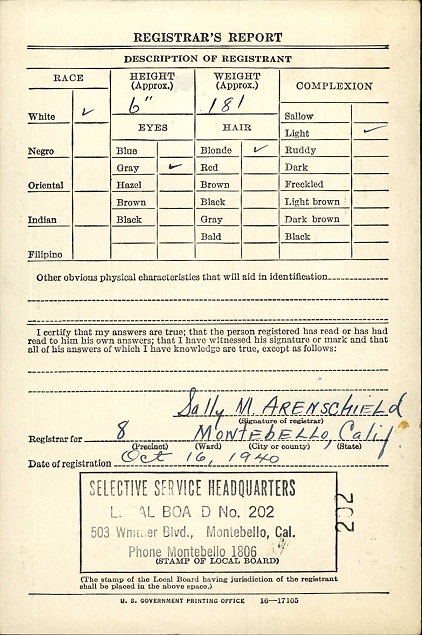 REGISTRAR'S REPORT
DESCRIPTION OF REGISTRANT
RACE HEIGHT (Approx.) WEIGHT (Approx.) COMPLEXION
6" 181
White ✓
EYES HAIR
Sallow
Light ✓
Negro Blue Blonde ✓ Ruddy
Gray ✓ Red Dark
Oriental Hazel Brown Freckled
Brown Black Light brown
Indian Black Gray Dark brown
Bald Black
Filipino
Other obvious physical characteristics that will aid in identification
I certify that my answers are true; that the person registered has read or has had
read to him his own answers; that I have witnessed his signature or mark and that
all of his answers of which I have knowledge are true, except as follows:
Sally M. ARENSCHIELD
(Signature of registrar)
Registrar for 8 MONTEBELLO, Calif
(Precinct) (Ward) (City or county) (State)
Date of registration Oct 16, 1940
SELECTIVE SERVICE HEADQUARTERS
L AL BOA D No. 202
503 Whi er Blvd., Montebello, Cal.
Phone Montebello 1806
(STAMP OF LOCAL BOARD)
202
(The stamp of the Local Board having jurisdiction of the registrant
shall be placed in the above space.)
U. S. GOVERNMENT PRINTING OFFICE 16—17105